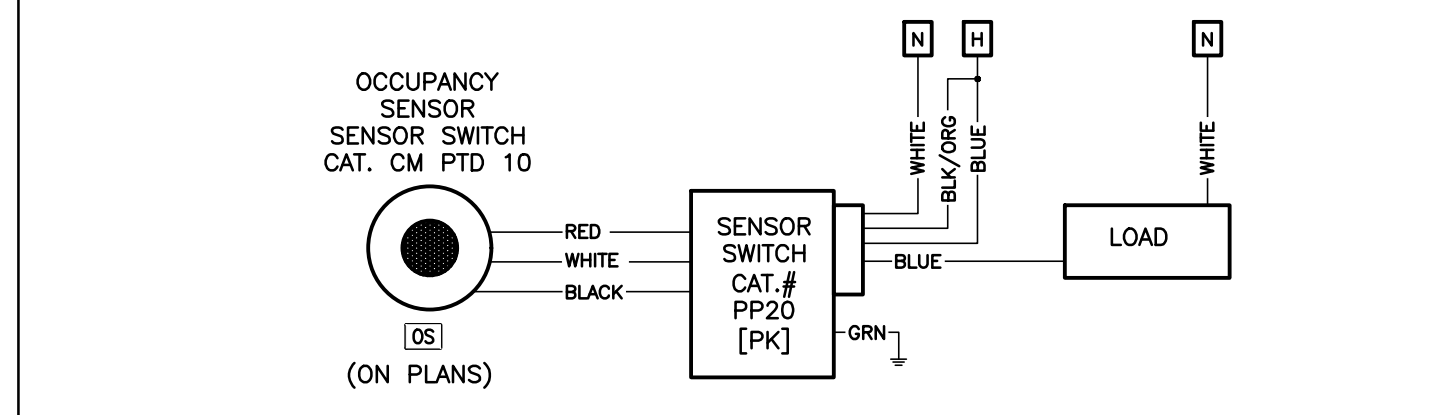 N
H
N
OCCUPANCY
SENSOR
SENSOR SWITCH
CAT. CM PTD 10
WHITE
BLK/ORG
BLUE
WHITE
RED
WHITE
BLACK
SENSOR
SWITCH
CAT.#
PP20
[PK]
BLUE
LOAD
GRN
OS
(ON PLANS)